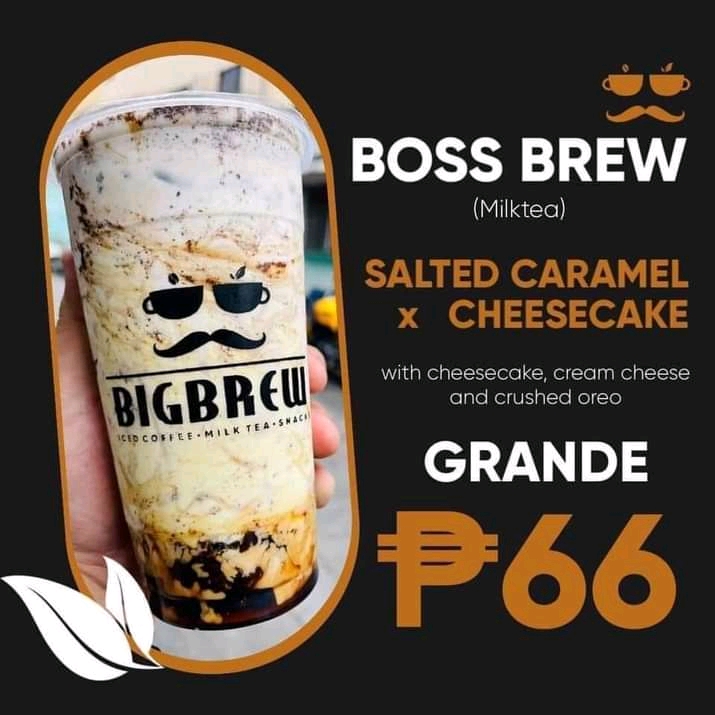 BOSS BREW
(Milktea)
SALTED CARAMEL
x CHEESECAKE
with cheesecake, cream cheese
and crushed oreo
GRANDE
₱66
BIGBREW
ICED COFFEE • MILK TEA • SNACK